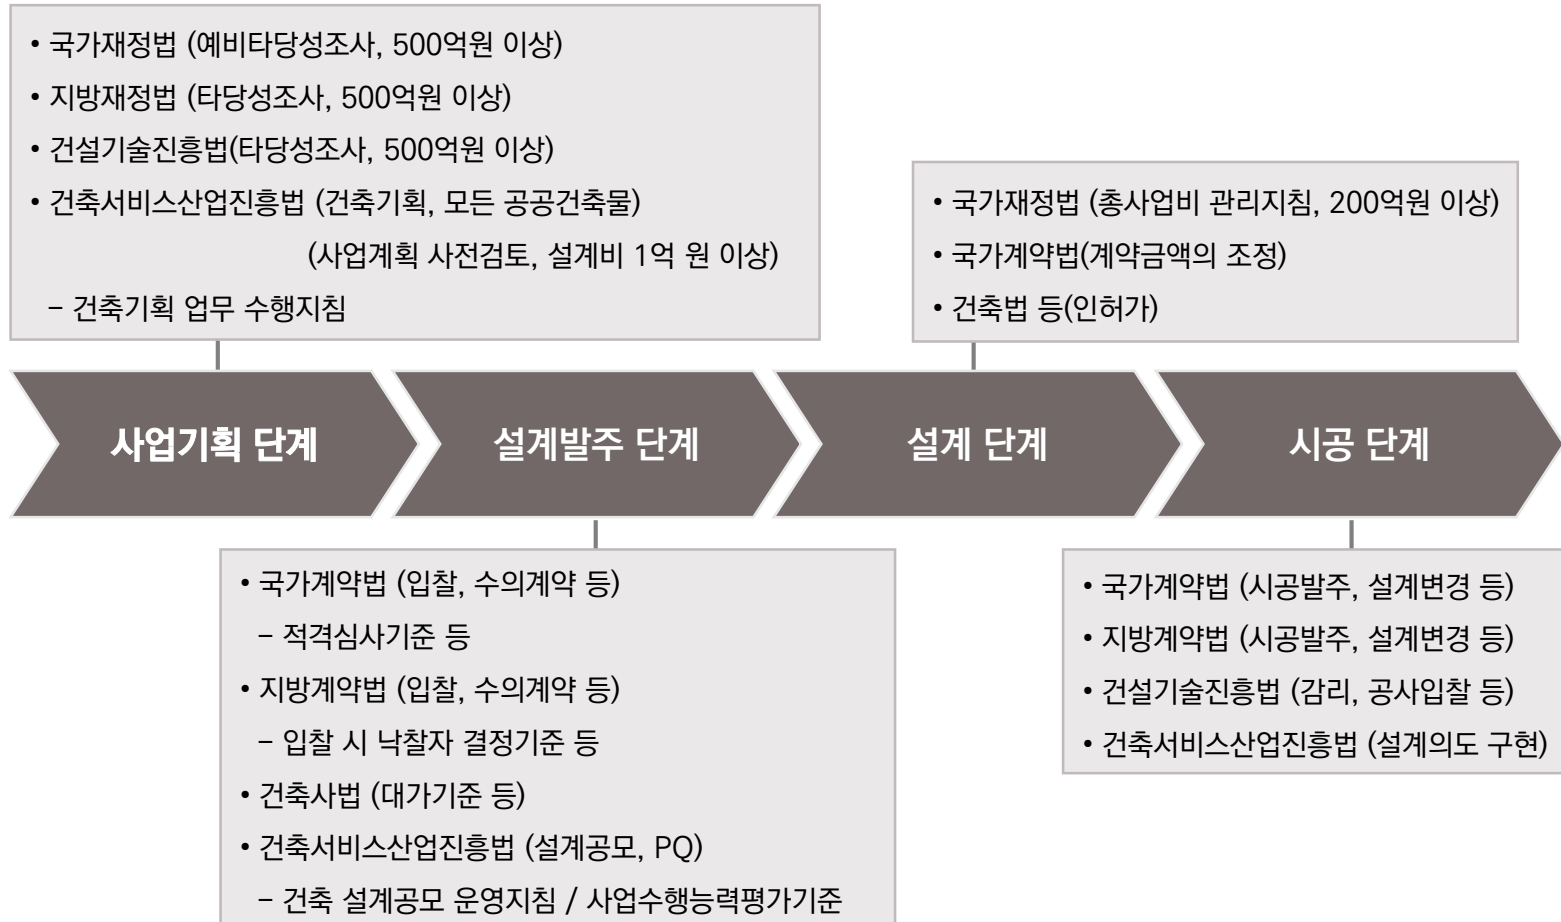 • 국가재정법 (예비타당성조사, 500억원 이상)
• 지방재정법 (타당성조사, 500억원 이상)
• 건설기술진흥법(타당성조사, 500억원 이상)
• 건축서비스산업진흥법 (건축기획, 모든 공공건축물)
(사업계획 사전검토, 설계비 1억 원 이상)
– 건축기획 업무 수행지침
• 국가재정법 (총사업비 관리지침, 200억원 이상)
• 국가계약법(계약금액의 조정)
• 건축법 등(인허가)
사업기획 단계
설계발주 단계
설계 단계
시공 단계
• 국가계약법 (입찰, 수의계약 등)
– 적격심사기준 등
• 지방계약법 (입찰, 수의계약 등)
– 입찰 시 낙찰자 결정기준 등
• 건축사법 (대가기준 등)
• 건축서비스산업진흥법 (설계공모, PQ)
– 건축 설계공모 운영지침 / 사업수행능력평가기준
• 국가계약법 (시공발주, 설계변경 등)
• 지방계약법 (시공발주, 설계변경 등)
• 건설기술진흥법 (감리, 공사입찰 등)
• 건축서비스산업진흥법 (설계의도 구현)